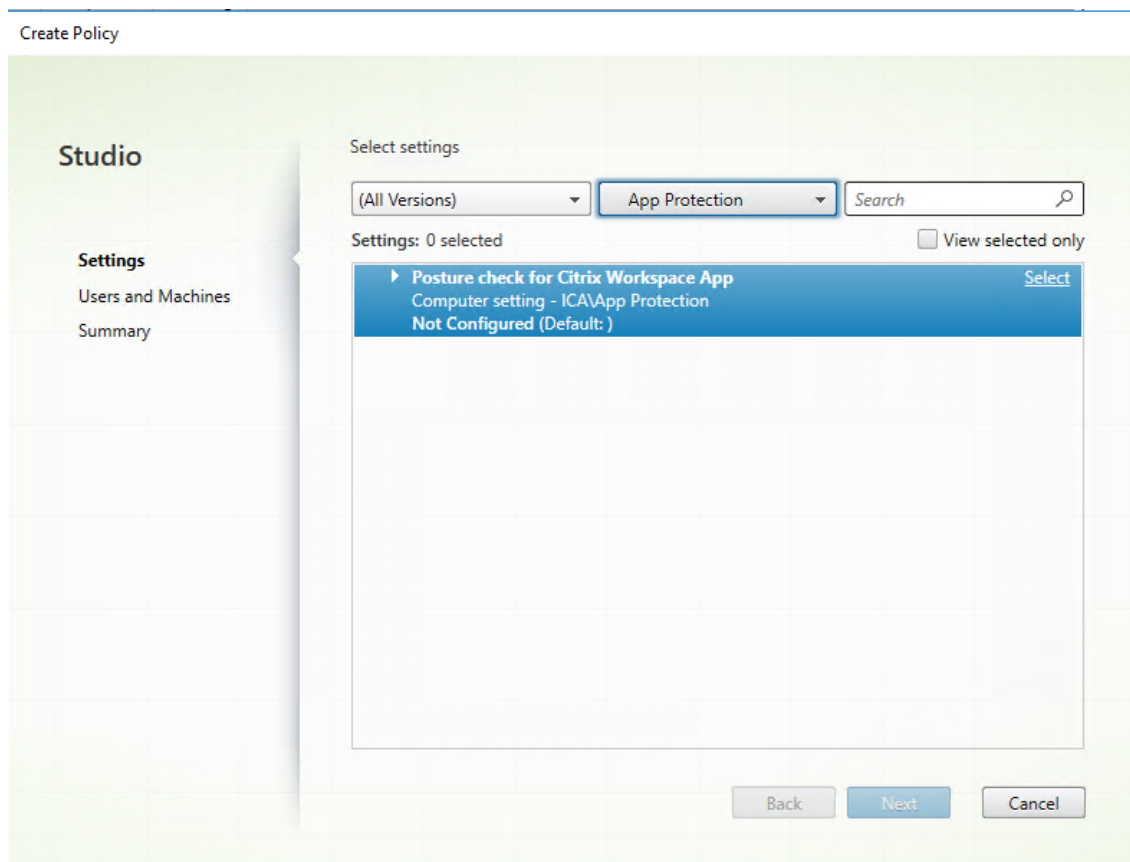 Create Policy
Studio
Settings
Users and Machines
Summary
Select settings
(All Versions)
App Protection
Search
Settings: 0 selected
View selected only
Posture check for Citrix Workspace App
Select
Computer setting - ICA\App Protection
Not Configured (Default: )
Back
Next
Cancel